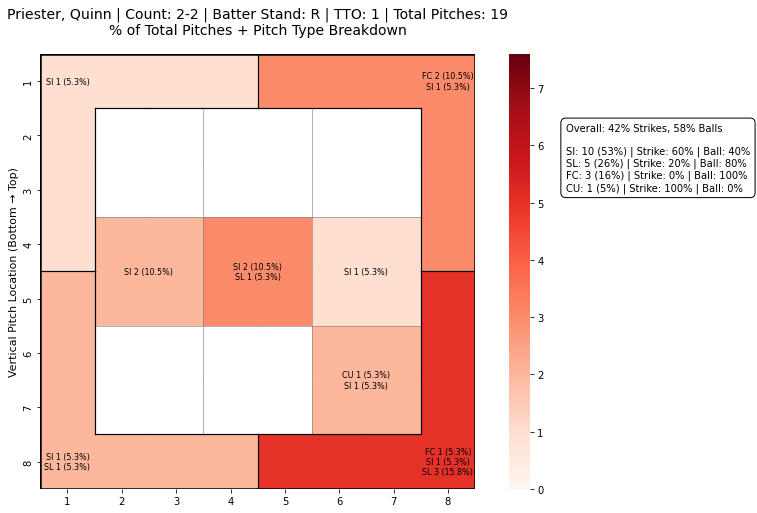 Priester, Quinn | Count: 2-2 | Batter Stand: R | TTO: 1 | Total Pitches: 19
% of Total Pitches + Pitch Type Breakdown
Vertical Pitch Location (Bottom → Top)
1
2
3
4
5
6
7
8
SI 1 (5.3%)
FC 2 (10.5%)
SI 1 (5.3%)
SI 2 (10.5%)
SI 2 (10.5%)
SL 1 (5.3%)
SI 1 (5.3%)
CU 1 (5.3%)
SI 1 (5.3%)
SI 1 (5.3%)
SL 1 (5.3%)
FC 1 (5.3%)
SI 1 (5.3%)
SL 3 (15.8%)
1
2
3
4
5
6
7
8
7
6
5
4
3
2
1
0
Overall: 42% Strikes, 58% Balls
SI: 10 (53%) | Strike: 60% | Ball: 40%
SL: 5 (26%) | Strike: 20% | Ball: 80%
FC: 3 (16%) | Strike: 0% | Ball: 100%
CU: 1 (5%) | Strike: 100% | Ball: 0%